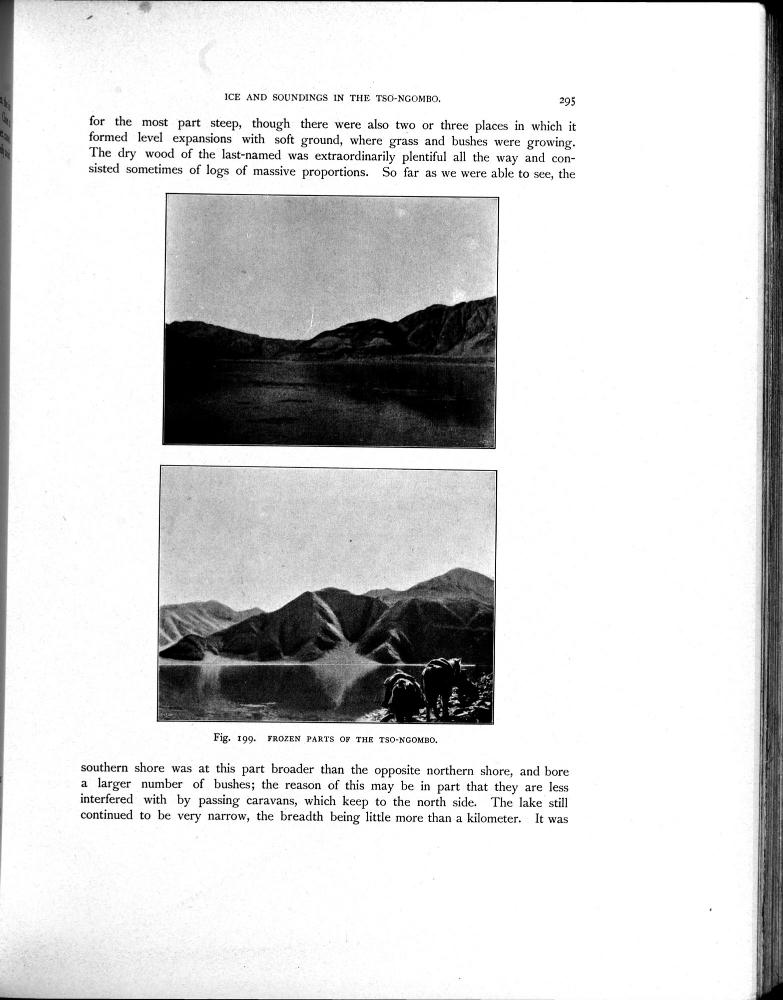 ICE AND SOUNDINGS IN THE TSO-NGOMBO. 295
for the most part steep, though there were also two or three places in which it
formed level expansions with soft ground, where grass and bushes were growing.
The dry wood of the last-named was extraordinarily plentiful all the way and con-
sisted sometimes of logs of massive proportions. So far as we were able to see, the
Fig. 199. FROZEN PARTS OF THE TSO-NGOMBO.
southern shore was at this part broader than the opposite northern shore, and bore
a larger number of bushes; the reason of this may be in part that they are less
interfered with by passing caravans, which keep to the north side. The lake still
continued to be very narrow, the breadth being little more than a kilometer. It was